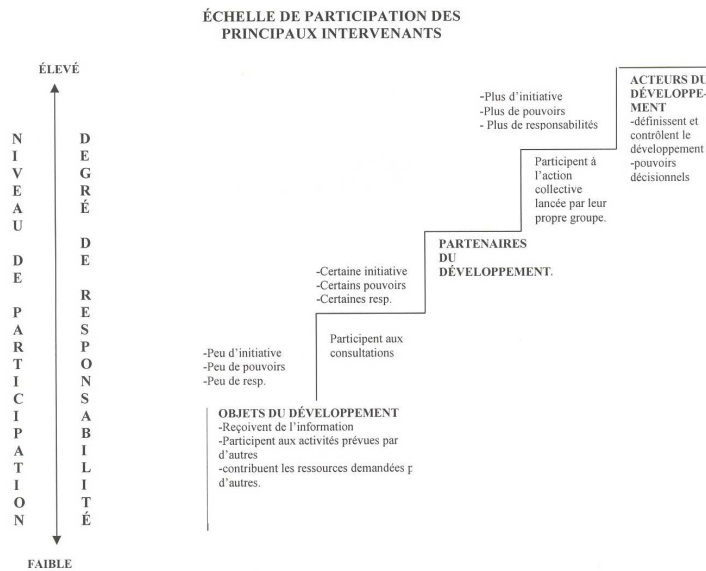 ÉCHELLE DE PARTICIPATION DES
PRINCIPAUX INTERVENANTS
ÉLEVÉ
NIVEAU DE PARTICIPATION
DEGRÉ DE RESPONSABILITÉ
FAIBLE
-Peu d'initiative
-Peu de pouvoirs
-Peu de resp.
OBJETS DU DÉVELOPPEMENT
-Reçoivent de l'information
-Participent aux activités prévues par
d'autres
-contribuent les ressources demandées p
d'autres.
-Certaine initiative
-Certains pouvoirs
-Certaines resp.
Participent aux
consultations
PARTENAIRES
DU
DÉVELOPPEMENT.
-Plus d'initiative
-Plus de pouvoirs
- Plus de responsabilités
Participent à
l'action
collective
lancée par leur
propre groupe.
ACTEURS DU
DÉVELOPPE-
MENT
-définissent et
contrôlent le
développement
-pouvoirs
décisionnels